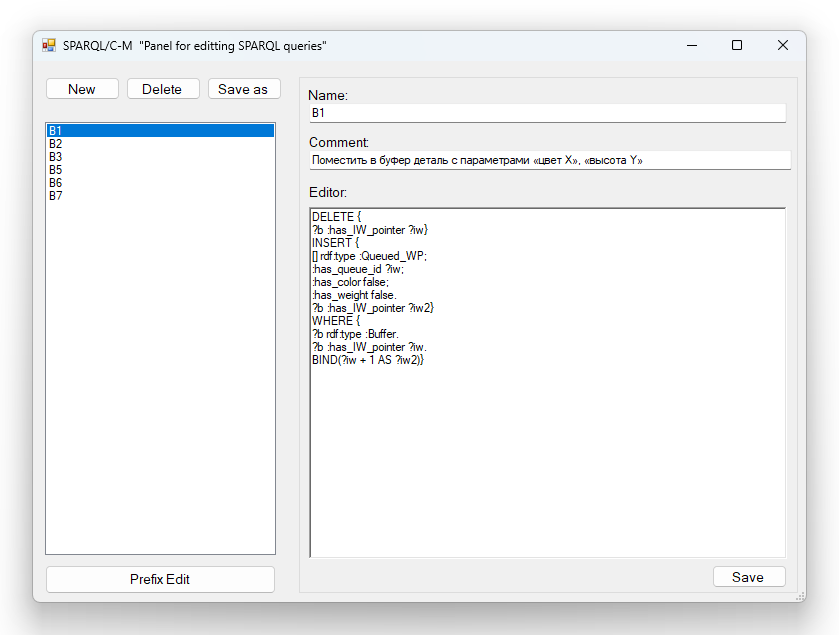 SPARQL/C-M "Panel for editting SPARQL queries"
New
Delete
Save as
B1
B2
B3
B5
B6
B7
Prefix Edit
Name:
B1
Comment:
Поместить в буфер деталь с параметрами «цвет X», «высота Y»
Editor:
DELETE {
?b :has_IW_pointer ?iw}
INSERT {
[] rdf:type :Queued_WP;
:has_queue_id ?iw;
:has_color false;
:has_weight false.
?b :has_IW_pointer ?iw2}
WHERE {
?b rdf:type :Buffer.
?b :has_IW_pointer ?iw.
BIND(?iw + 1 AS ?iw2)}
Save